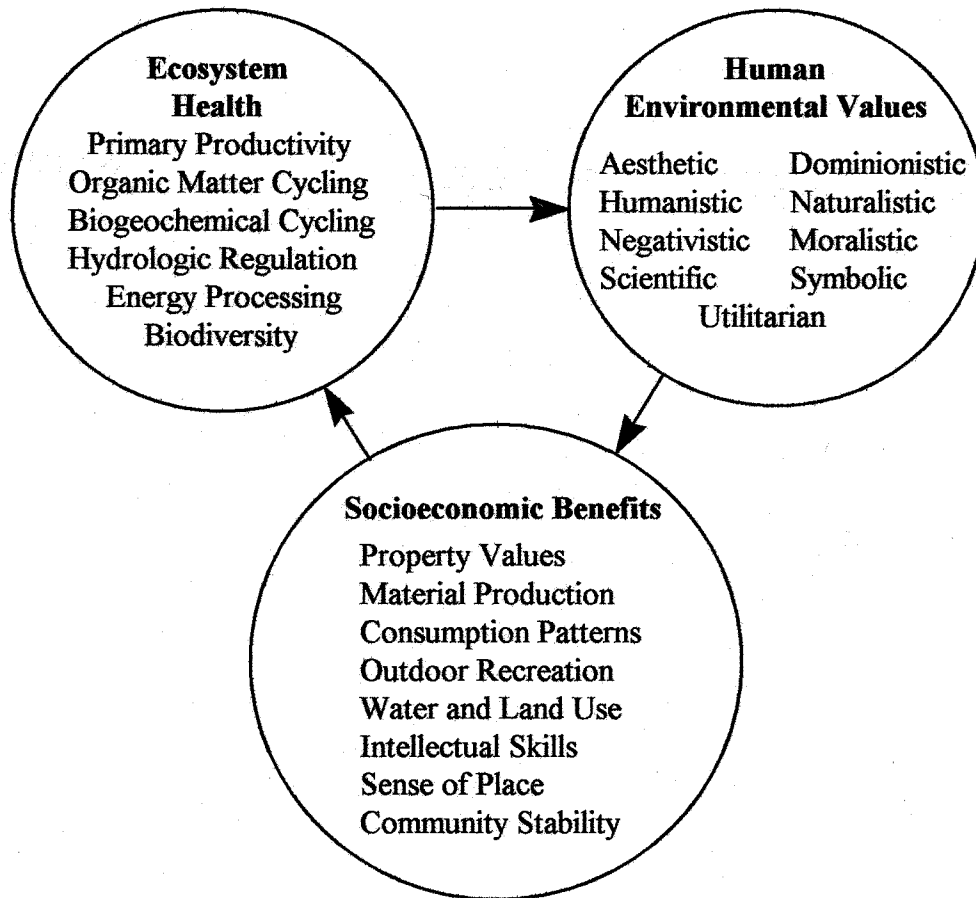 Ecosystem
Health
Primary Productivity
Organic Matter Cycling
Biogeochemical Cycling
Hydrologic Regulation
Energy Processing
Biodiversity
Human
Environmental Values
Aesthetic Dominionistic
Humanistic Naturalistic
Negativistic Moralistic
Scientific Symbolic
Utilitarian
Socioeconomic Benefits
Property Values
Material Production
Consumption Patterns
Outdoor Recreation
Water and Land Use
Intellectual Skills
Sense of Place
Community Stability